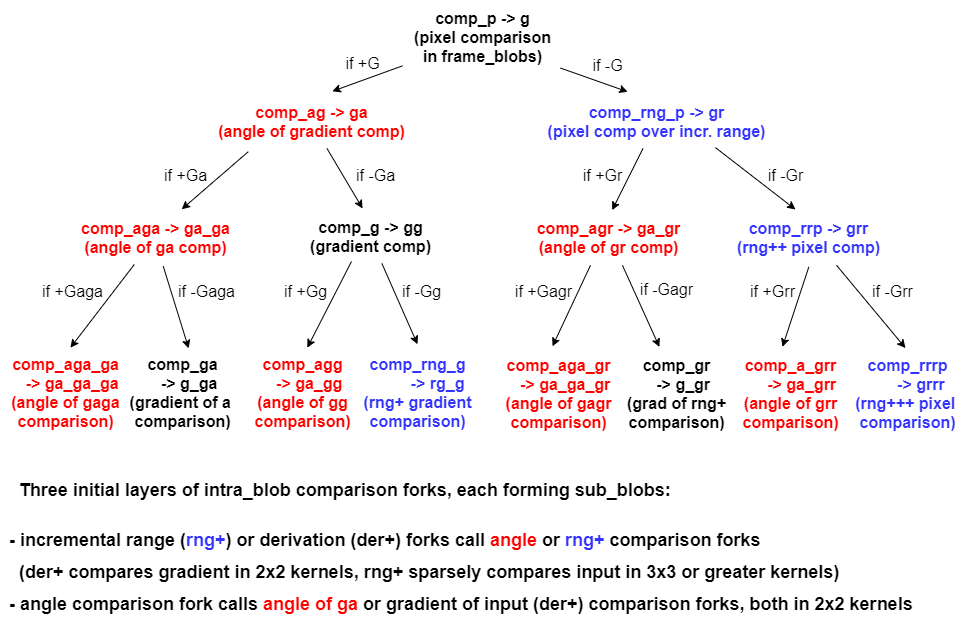 comp_p -> g
(pixel comparison
in frame_blobs)
if +G
if -G
comp_ag -> ga
(angle of gradient comp)
comp_rng_p -> gr
(pixel comp over incr. range)
if +Ga
if -Ga
if +Gr
if -Gr
comp_aga -> ga_ga
(angle of ga comp)
comp_g -> gg
(gradient comp)
comp_agr -> ga_gr
(angle of gr comp)
comp_rrp -> grr
(rng++ pixel comp)
if +Gaga
if -Gaga
if +Gg
if -Gg
if +Gagr
if -Gagr
if +Grr
if -Grr
comp_aga_ga
-> ga_ga_ga
(angle of gaga
comparison)
comp_ga
-> g_ga
(gradient of a
comparison)
comp_agg
-> ga_gg
(angle of gg
comparison)
comp_rng_g
-> rg_g
(rng+ gradient
comparison)
comp_aga_gr
-> ga_ga_gr
(angle of gagr
comparison)
comp_gr
-> g_gr
(grad of rng+
comparison)
comp_a_grr
-> ga_grr
(angle of grr
comparison)
comp_rrrp
-> grrr
(rng+++ pixel
comparison)
Three initial layers of intra_blob comparison forks, each forming sub_blobs:
- incremental range (rng+) or derivation (der+) forks call angle or rng+ comparison forks
(der+ compares gradient in 2x2 kernels, rng+ sparsely compares input in 3x3 or greater kernels)
- angle comparison fork calls angle of ga or gradient of input (der+) comparison forks, both in 2x2 kernels